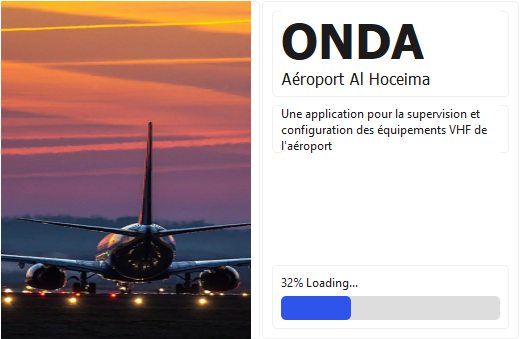 ONDA
Aéroport Al Hoceima
Une application pour la supervision et
configuration des équipements VHF de
l'aéroport
32% Loading...